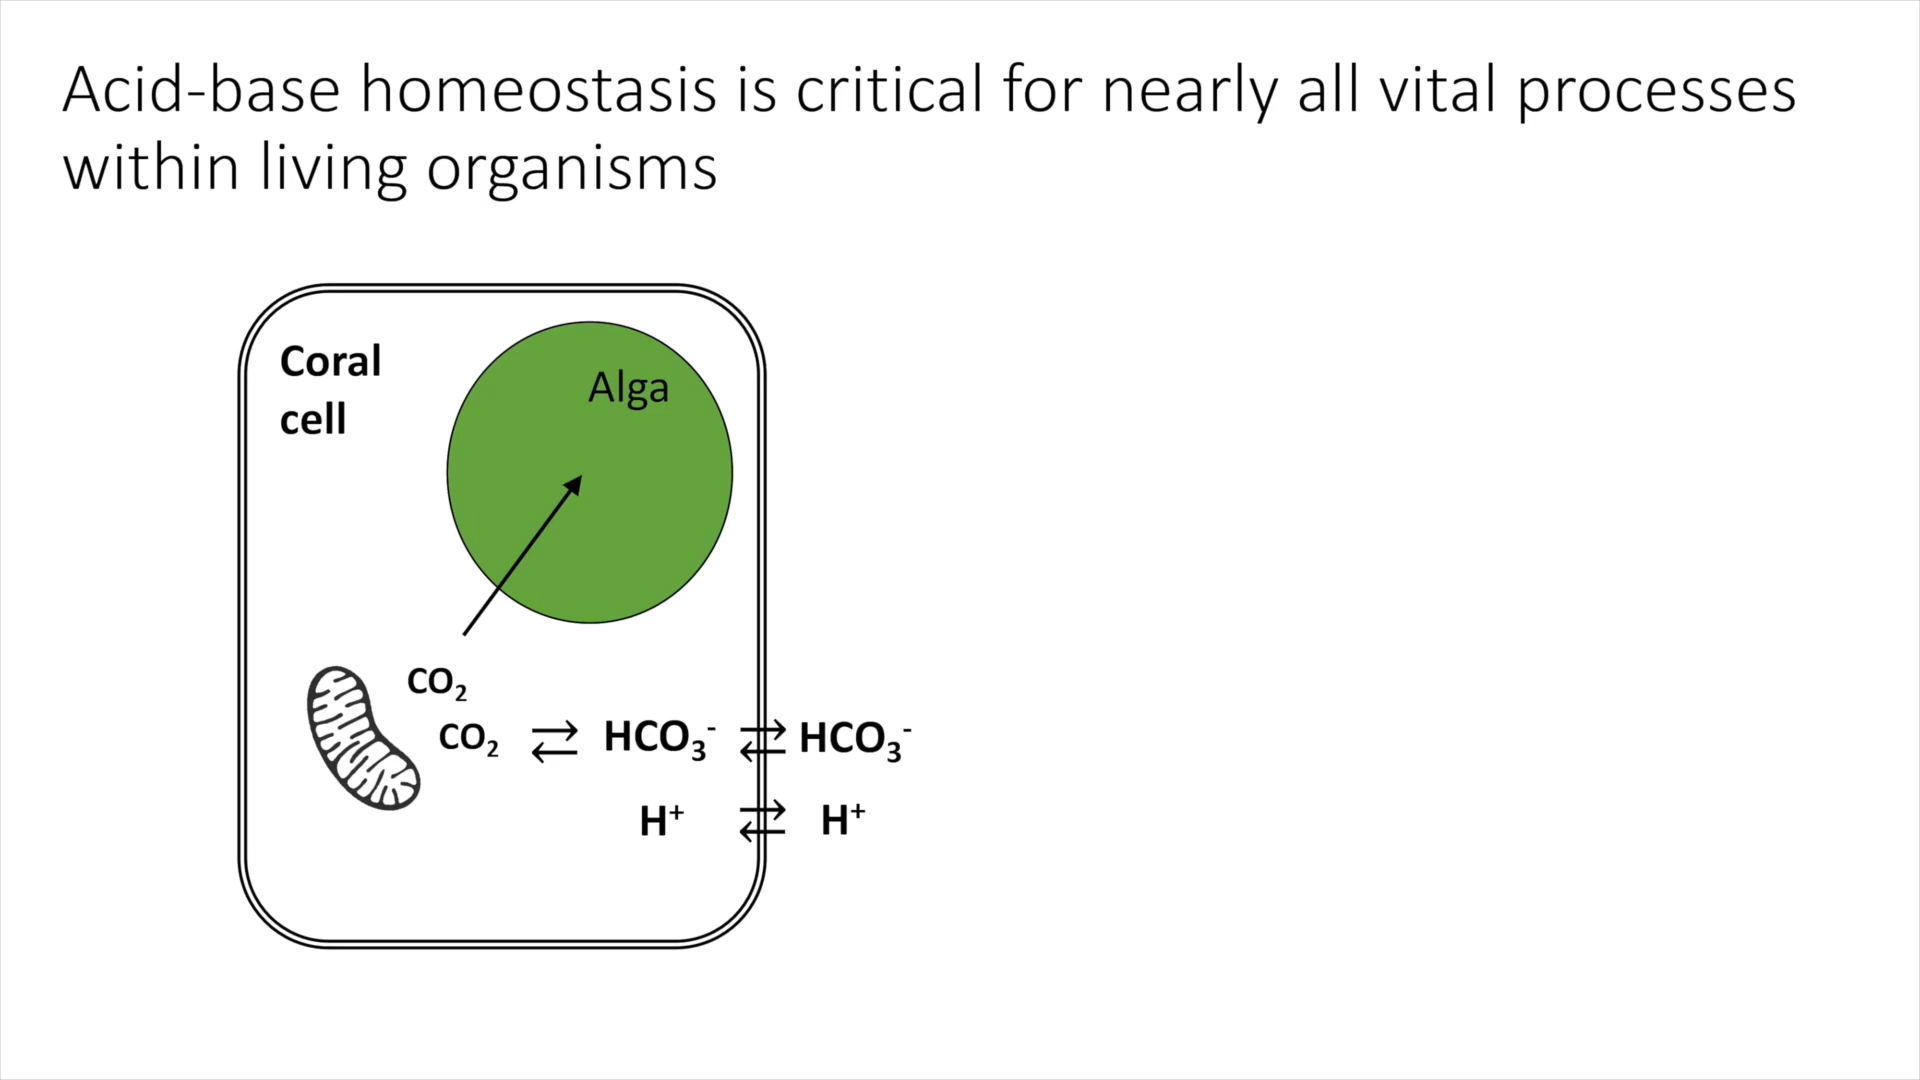 Acid-base homeostasis is critical for nearly all vital processes
within living organisms
Coral
cell
Alga
CO₂
CO₂ ⇄ HCO₃⁻ ⇄ HCO₃⁻
H⁺ ⇄ H⁺